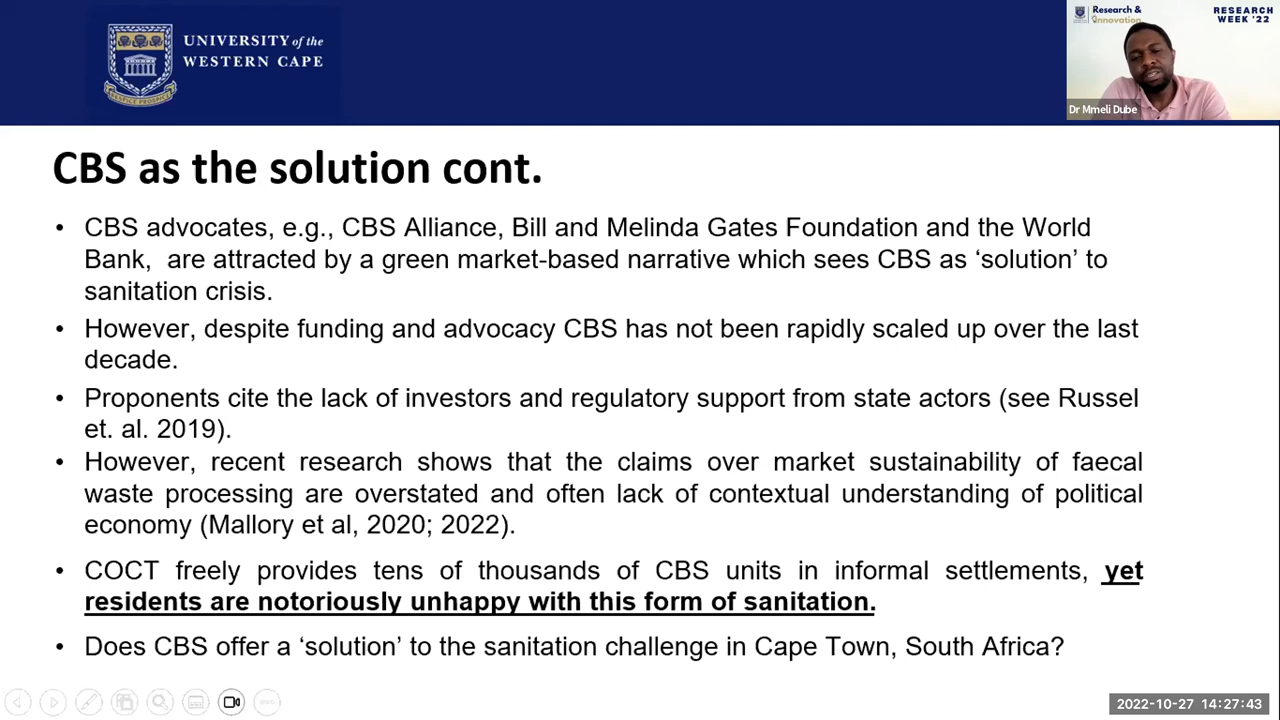 UNIVERSITY of the
WESTERN CAPE
Research &
Innovation
RESEARCH
WEEK '22
Dr Mmeli Dube
CBS as the solution cont.
• CBS advocates, e.g., CBS Alliance, Bill and Melinda Gates Foundation and the World
Bank, are attracted by a green market-based narrative which sees CBS as ‘solution’ to
sanitation crisis.
• However, despite funding and advocacy CBS has not been rapidly scaled up over the last
decade.
• Proponents cite the lack of investors and regulatory support from state actors (see Russel
et. al. 2019).
• However, recent research shows that the claims over market sustainability of faecal
waste processing are overstated and often lack of contextual understanding of political
economy (Mallory et al, 2020; 2022).
• COCT freely provides tens of thousands of CBS units in informal settlements, yet
residents are notoriously unhappy with this form of sanitation.
• Does CBS offer a ‘solution’ to the sanitation challenge in Cape Town, South Africa?
2022-10-27 14:27:43